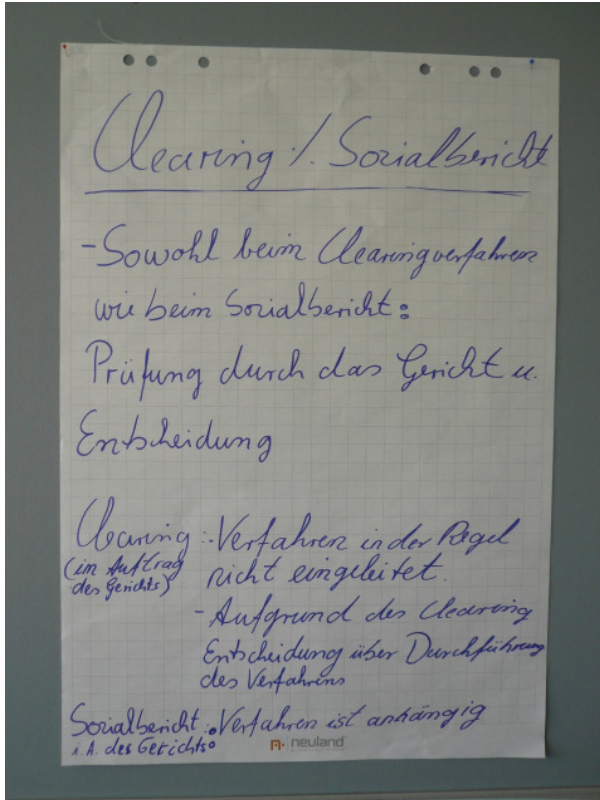 Clearing ./. Sozialbericht
- Sowohl beim Clearingverfahren
wie beim Sozialbericht:
Prüfung durch das Gericht u.
Entscheidung
Clearing: - Verfahren in der Regel
(im Auftrag
des Gerichts)
nicht eingeleitet.
- Aufgrund des Clearing
Entscheidung über Durchführung
des Verfahrens
Sozialbericht: Verfahren ist anhängig
i.A. des Gerichts
neuland